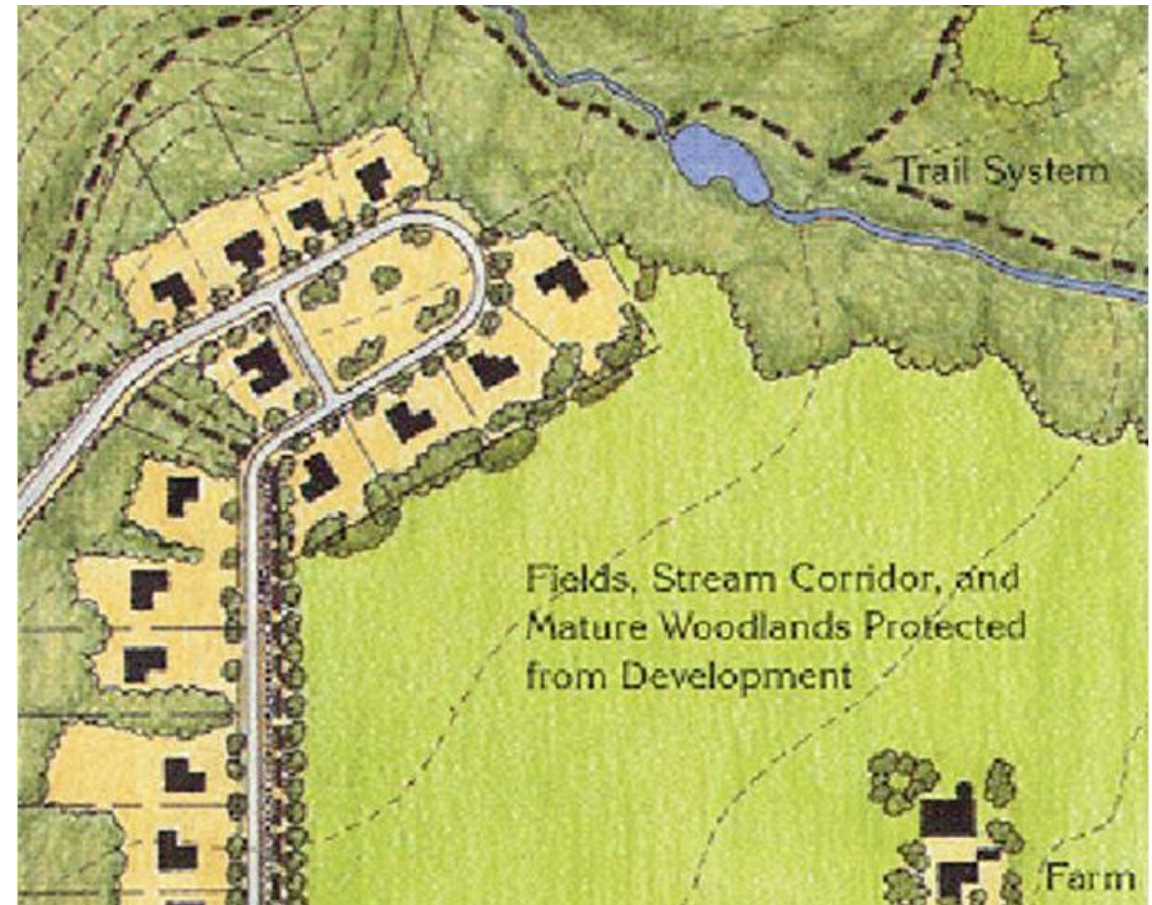 Trail System
Fields, Stream Corridor, and
Mature Woodlands Protected
from Development
Farm